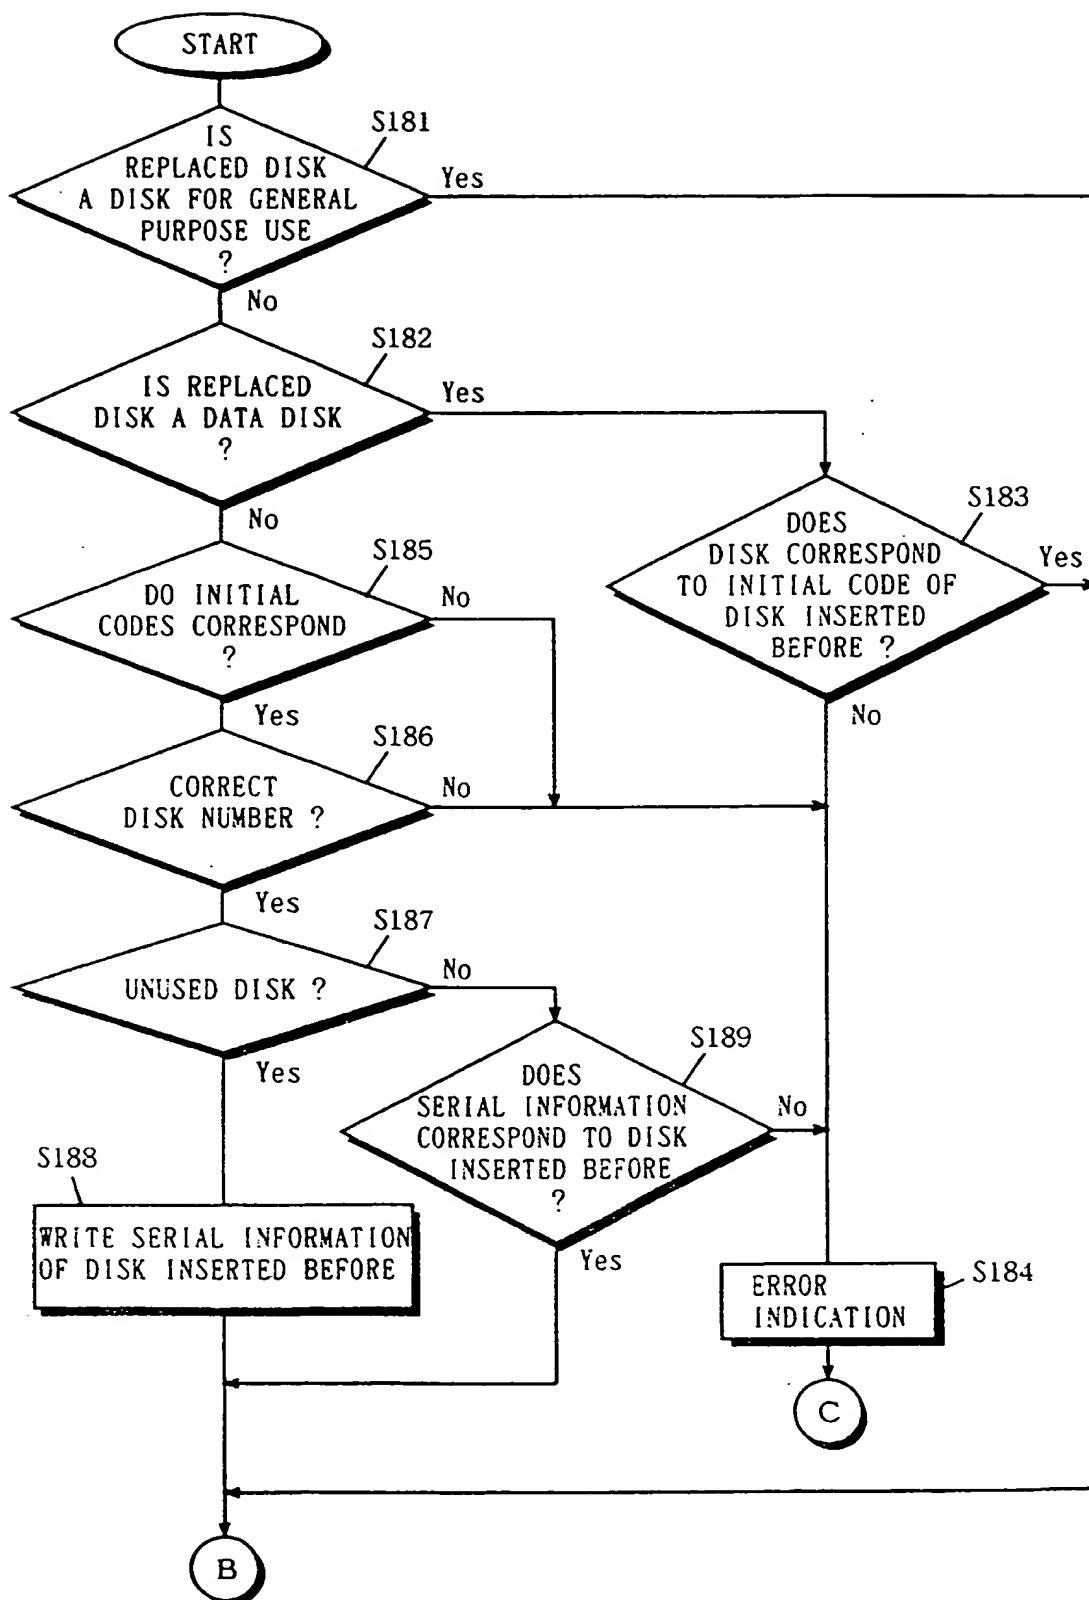 START
S181
IS
REPLACED DISK
A DISK FOR GENERAL
PURPOSE USE
?
Yes
No
S182
IS REPLACED
DISK A DATA DISK
?
Yes
No
S183
DOES
DISK CORRESPOND
TO INITIAL CODE OF
DISK INSERTED
BEFORE ?
Yes
No
S185
DO INITIAL
CODES CORRESPOND
?
No
Yes
S186
CORRECT
DISK NUMBER ?
No
Yes
S187
UNUSED DISK ?
No
Yes
S189
DOES
SERIAL INFORMATION
CORRESPOND TO DISK
INSERTED BEFORE
?
No
Yes
S188
WRITE SERIAL INFORMATION
OF DISK INSERTED BEFORE
S184
ERROR
INDICATION
C
B